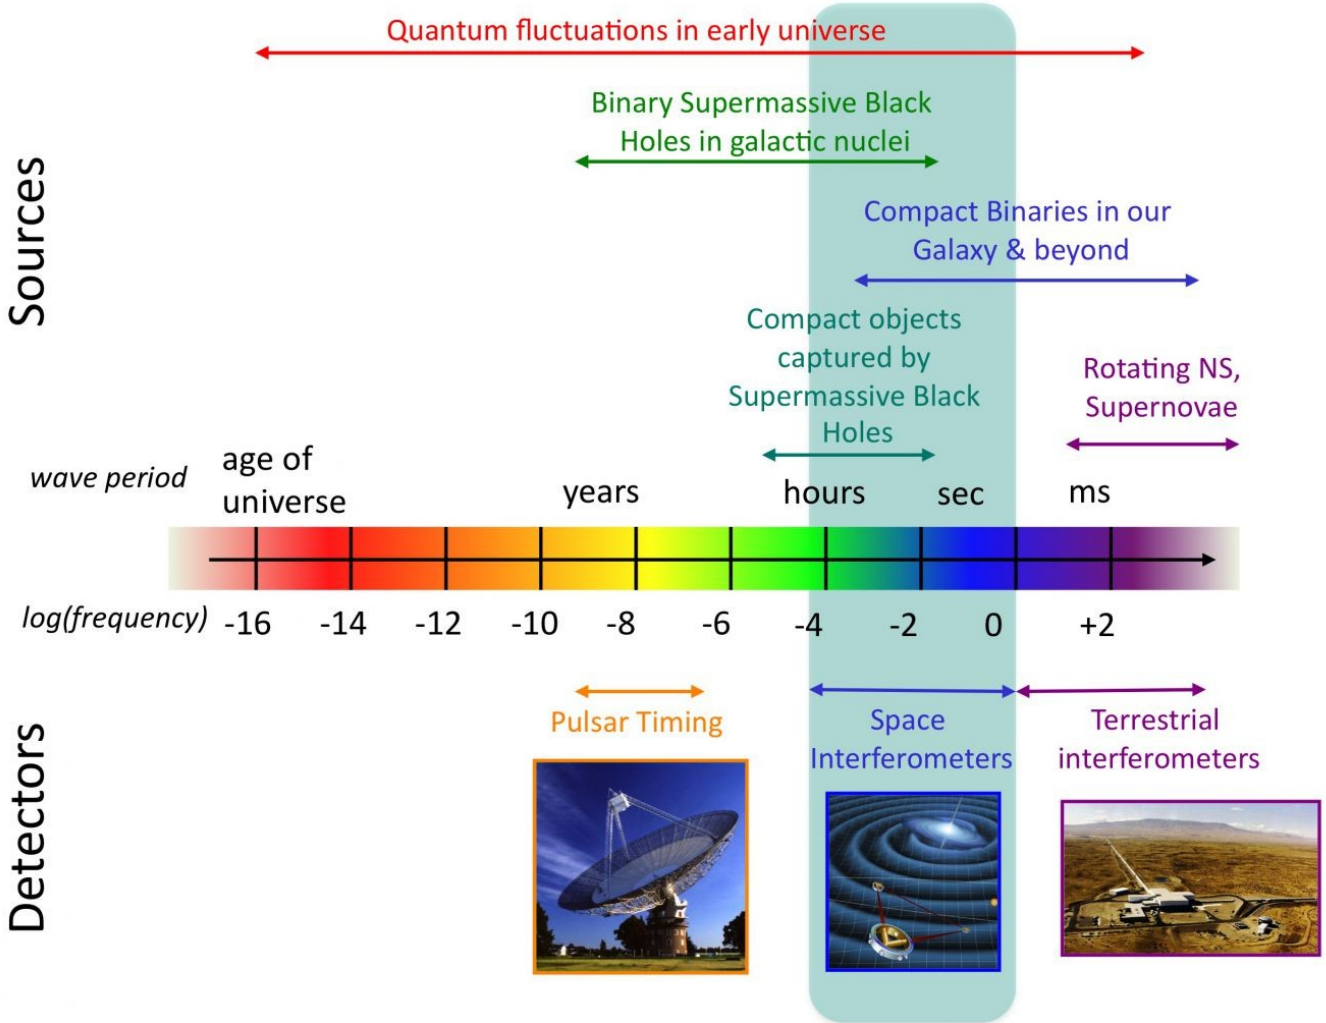 Quantum fluctuations in early universe
Binary Supermassive Black
Holes in galactic nuclei
Compact Binaries in our
Galaxy & beyond
Compact objects
captured by
Supermassive Black
Holes
Rotating NS,
Supernovae
Sources
wave period
age of
universe
years
hours
sec
ms
log(frequency)
-16 -14 -12 -10 -8 -6 -4 -2 0 +2
Detectors
Pulsar Timing
Space
Interferometers
Terrestrial
interferometers